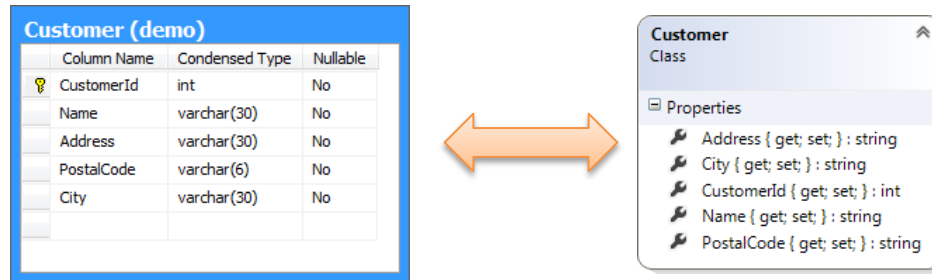 Customer (demo)
Column Name Condensed Type Nullable
CustomerId int No
Name varchar(30) No
Address varchar(30) No
PostalCode varchar(6) No
City varchar(30) No
Customer
Class
Properties
Address { get; set; } : string
City { get; set; } : string
CustomerId { get; set; } : int
Name { get; set; } : string
PostalCode { get; set; } : string